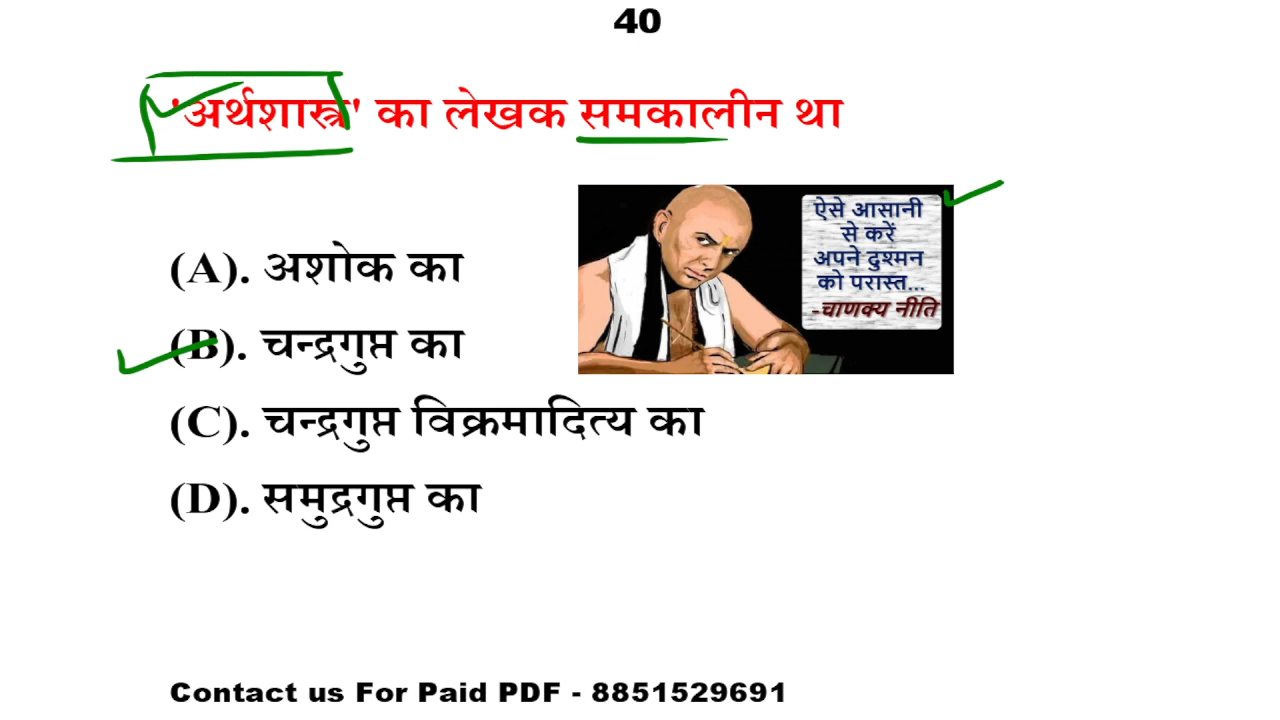 40
'अर्थशास्त्र' का लेखक समकालीन था
ऐसे आसानी
से करें
अपने दुश्मन
को परास्त...
-चाणक्य नीति
(A). अशोक का
(B). चन्द्रगुप्त का
(C). चन्द्रगुप्त विक्रमादित्य का
(D). समुद्रगुप्त का
Contact us For Paid PDF - 8851529691